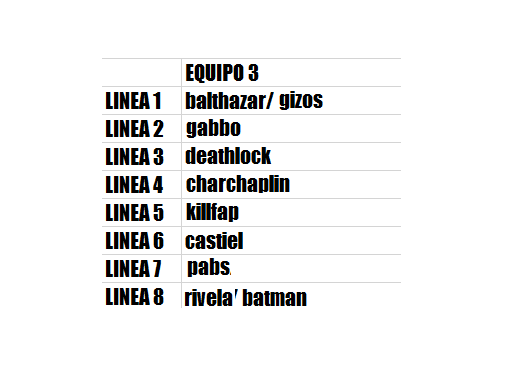 EQUIPO 3
LINEA 1 balthazar/ gizos
LINEA 2 gabbo
LINEA 3 deathlock
LINEA 4 charchaplin
LINEA 5 killfap
LINEA 6 castiel
LINEA 7 pabs
LINEA 8 rivela/ batman